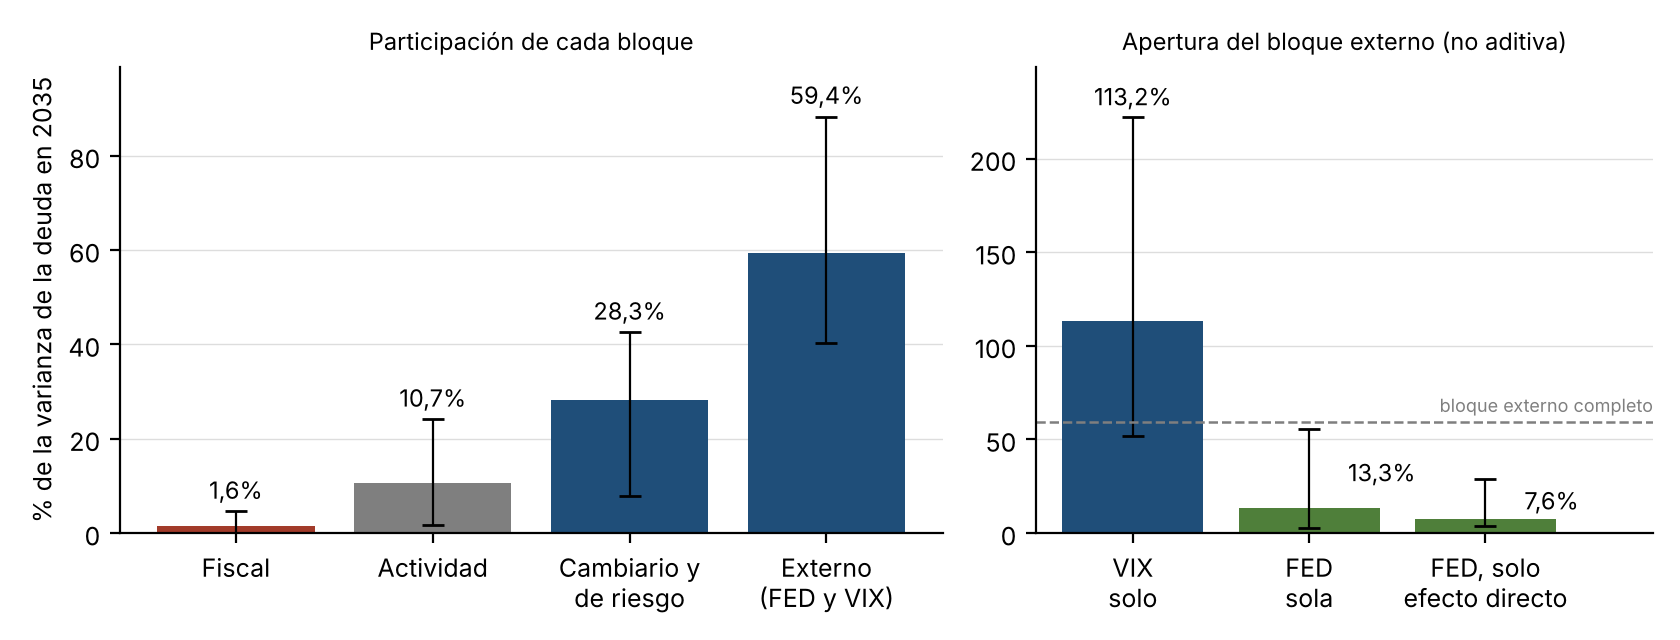 Participación de cada bloque
% de la varianza de la deuda en 2035
80
60
40
20
0
1,6%
10,7%
28,3%
59,4%
Fiscal
Actividad
Cambiario y
de riesgo
Externo
(FED y VIX)
Apertura del bloque externo (no aditiva)
200
150
100
50
0
113,2%
bloque externo completo
13,3%
7,6%
VIX
solo
FED
sola
FED, solo
efecto directo